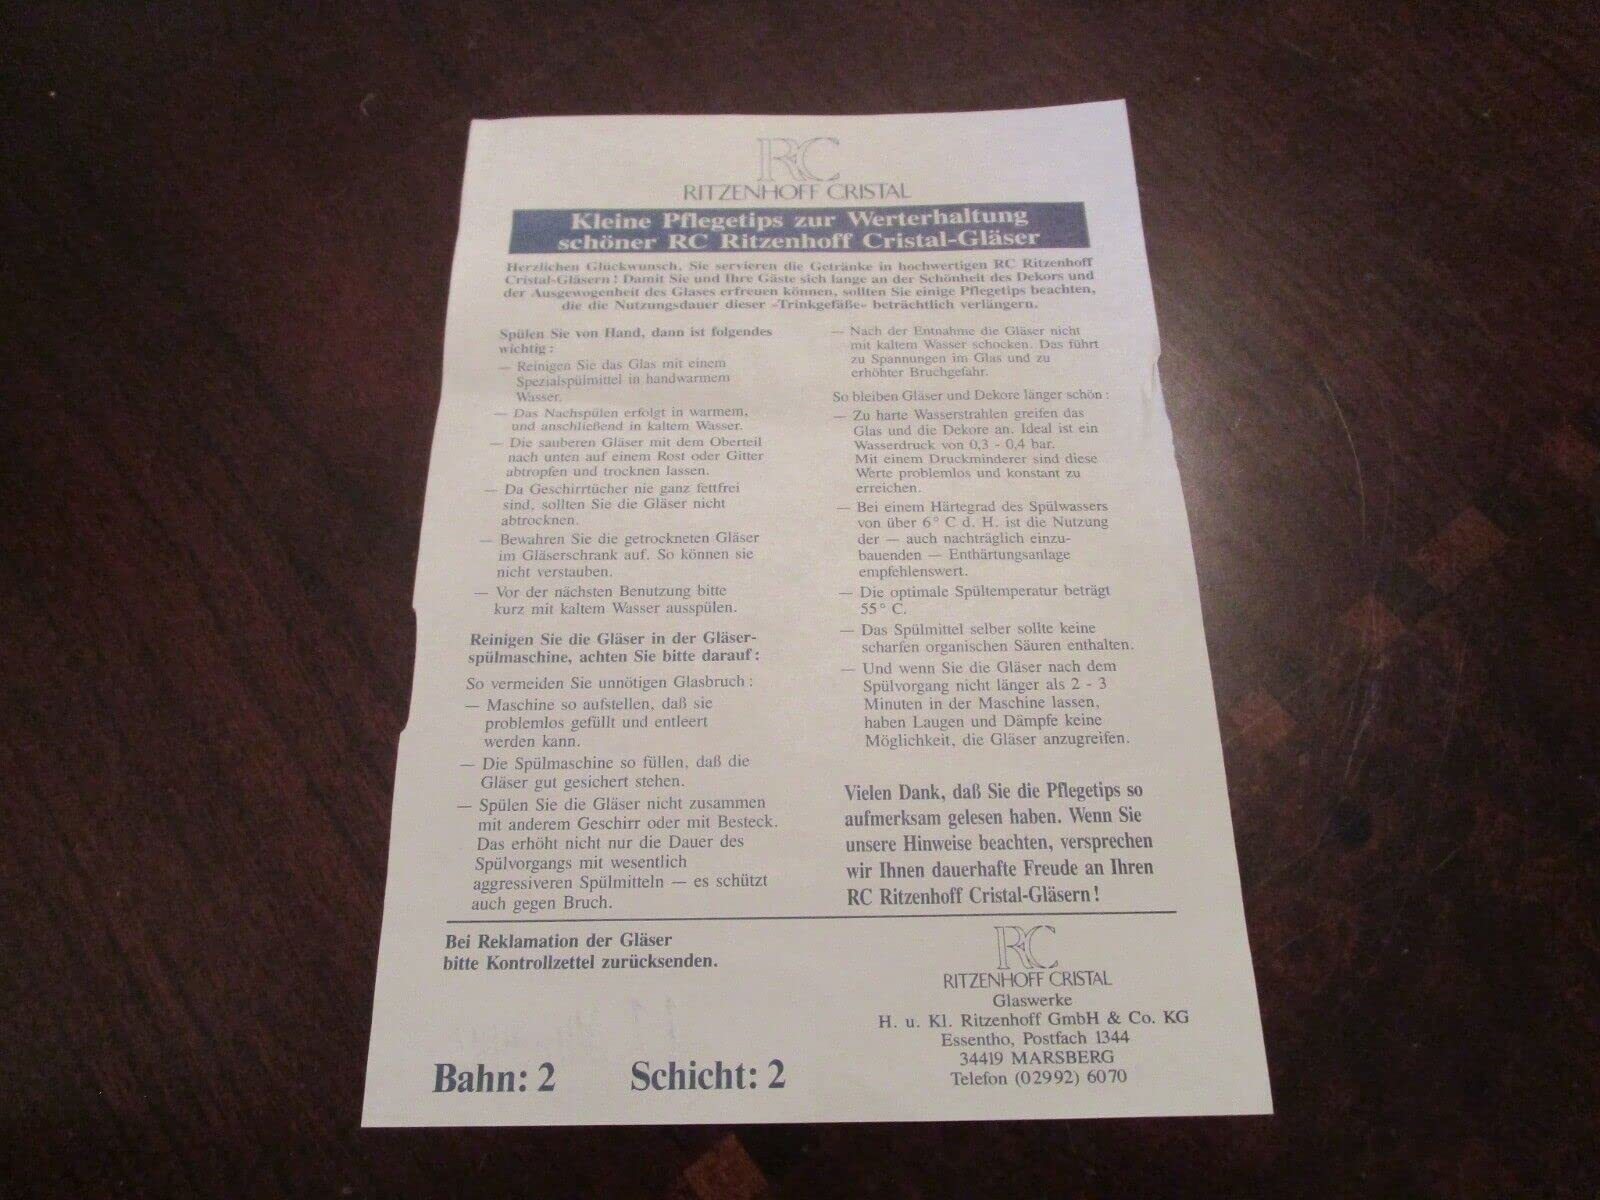 RC
RITZENHOFF CRISTAL
Kleine Pflegetips zur Werterhaltung
schöner RC Ritzenhoff Cristal-Gläser
Herzlichen Glückwunsch, Sie servieren die Getränke in hochwertigen RC Ritzenhoff
Cristal-Gläsern! Damit Sie und Ihre Gäste sich lange an der Schönheit des Dekors und
der Ausgewogenheit des Glases erfreuen können, sollten Sie einige Pflegetips beachten,
die die Nutzungsdauer dieser »Trinkgefäße« beträchtlich verlängern.
Spülen Sie von Hand, dann ist folgendes
wichtig:
— Reinigen Sie das Glas mit einem
Spezialspülmittel in handwarmem
Wasser.
— Das Nachspülen erfolgt in warmem,
und anschließend in kaltem Wasser.
— Die sauberen Gläser mit dem Oberteil
nach unten auf einem Rost oder Gitter
abtropfen und trocknen lassen.
— Da Geschirrtücher nie ganz fettfrei
sind, sollten Sie die Gläser nicht
abtrocknen.
— Bewahren Sie die getrockneten Gläser
im Gläserschrank auf. So können sie
nicht verstauben.
— Vor der nächsten Benutzung bitte
kurz mit kaltem Wasser ausspülen.
Reinigen Sie die Gläser in der Gläser-
spülmaschine, achten Sie bitte darauf:
So vermeiden Sie unnötigen Glasbruch:
— Maschine so aufstellen, daß sie
problemlos gefüllt und entleert
werden kann.
— Die Spülmaschine so füllen, daß die
Gläser gut gesichert stehen.
— Spülen Sie die Gläser nicht zusammen
mit anderem Geschirr oder mit Besteck.
Das erhöht nicht nur die Dauer des
Spülvorgangs mit wesentlich
aggressiveren Spülmitteln — es schützt
auch gegen Bruch.
— Nach der Entnahme die Gläser nicht
mit kaltem Wasser schocken. Das führt
zu Spannungen im Glas und zu
erhöhter Bruchgefahr.
So bleiben Gläser und Dekore länger schön:
— Zu harte Wasserstrahlen greifen das
Glas und die Dekore an. Ideal ist ein
Wasserdruck von 0,3 - 0,4 bar.
Mit einem Druckminderer sind diese
Werte problemlos und konstant zu
erreichen.
— Bei einem Härtegrad des Spülwassers
von über 6° C d. H. ist die Nutzung
der — auch nachträglich einzu-
bauenden — Enthärtungsanlage
empfehlenswert.
— Die optimale Spültemperatur beträgt
55° C.
— Das Spülmittel selber sollte keine
scharfen organischen Säuren enthalten.
— Und wenn Sie die Gläser nach dem
Spülvorgang nicht länger als 2 - 3
Minuten in der Maschine lassen,
haben Laugen und Dämpfe keine
Möglichkeit, die Gläser anzugreifen.
Vielen Dank, daß Sie die Pflegetips so
aufmerksam gelesen haben. Wenn Sie
unsere Hinweise beachten, versprechen
wir Ihnen dauerhafte Freude an Ihren
RC Ritzenhoff Cristal-Gläsern!
Bei Reklamation der Gläser
bitte Kontrollzettel zurücksenden.
Bahn: 2 Schicht: 2
RC
RITZENHOFF CRISTAL
Glaswerke
H. u. Kl. Ritzenhoff GmbH & Co. KG
Essentho, Postfach 1344
34419 MARSBERG
Telefon (02992) 6070